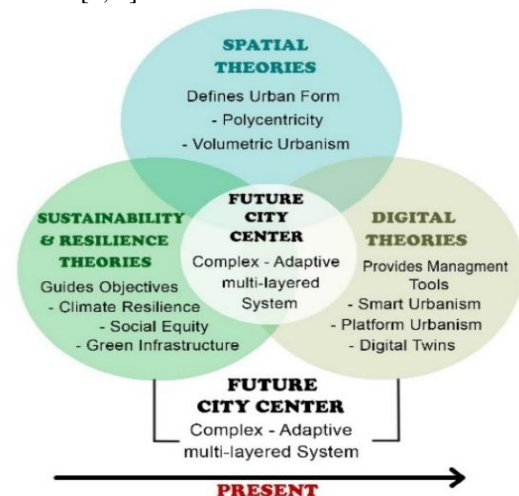 SPATIAL
THEORIES
Defines Urban Form
- Polycentricity
- Volumetric Urbanism
SUSTAINABILITY
& RESILIENCE
THEORIES
Guides Objectives
- Climate Resilience
- Social Equity
- Green Infrastructure
FUTURE
CITY
CENTER
Complex - Adaptive
multi-layered
System
DIGITAL
THEORIES
Provides Managment
Tools
- Smart Urbanism
- Platform Urbanism
- Digital Twins
FUTURE
CITY CENTER
Complex - Adaptive
multi-layered System
PRESENT